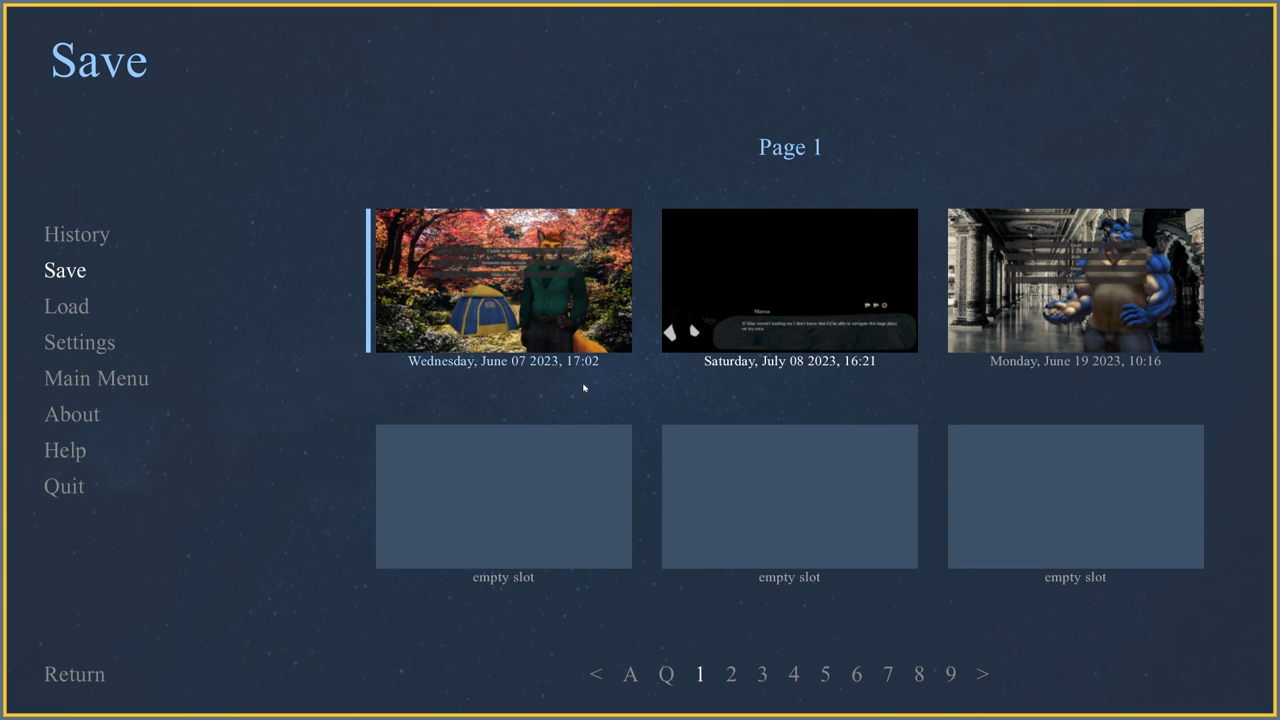 Save
Page 1
History
Save
Load
Settings
Main Menu
About
Help
Quit
Wednesday, June 07 2023, 17:02
Saturday, July 08 2023, 16:21
Monday, June 19 2023, 10:16
empty slot
empty slot
empty slot
Return
< A Q 1 2 3 4 5 6 7 8 9 >